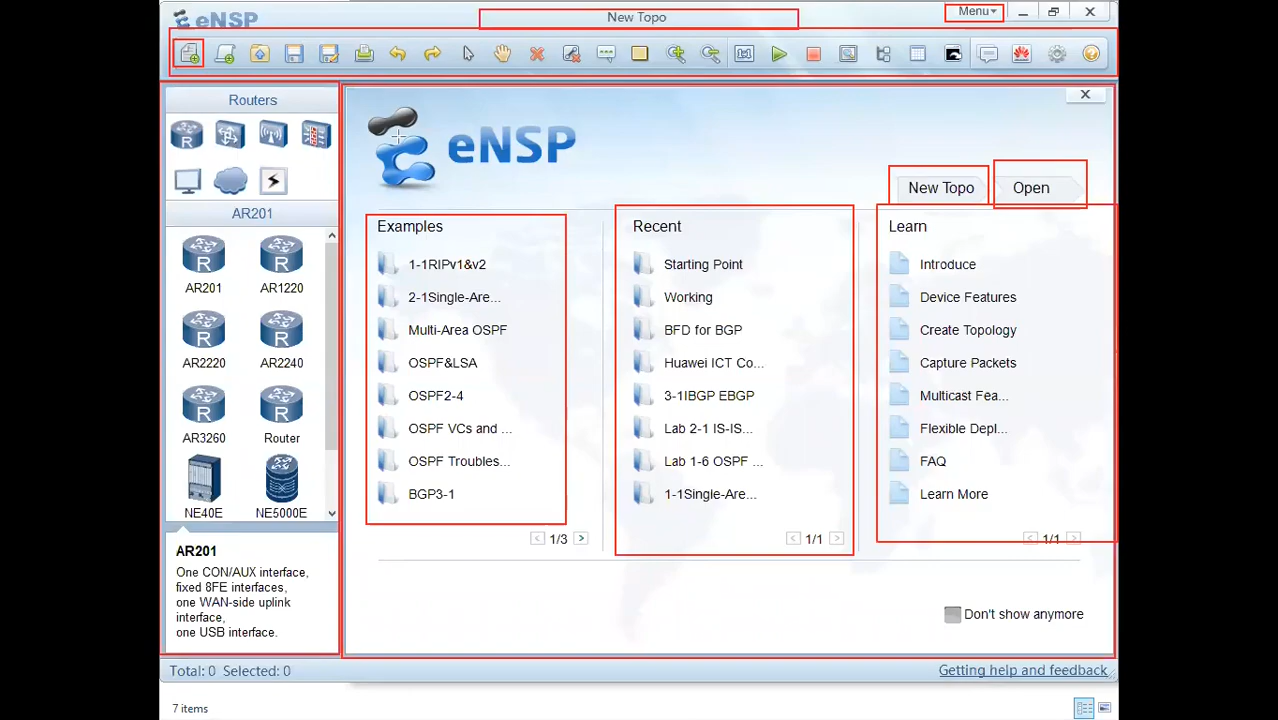 eNSP
New Topo
Menu
Routers
AR201
AR201
AR1220
AR2220
AR2240
AR3260
Router
NE40E
NE5000E
AR201
One CON/AUX interface,
fixed 8FE interfaces,
one WAN-side uplink
interface,
one USB interface.
eNSP
New Topo
Open
Examples
1-1RIPv1&v2
2-1Single-Are...
Multi-Area OSPF
OSPF&LSA
OSPF2-4
OSPF VCs and ...
OSPF Troubles...
BGP3-1
1/3
Recent
Starting Point
Working
BFD for BGP
Huawei ICT Co...
3-1IBGP EBGP
Lab 2-1 IS-IS...
Lab 1-6 OSPF ...
1-1Single-Are...
1/1
Learn
Introduce
Device Features
Create Topology
Capture Packets
Multicast Fea...
Flexible Depl...
FAQ
Learn More
1/1
Don't show anymore
Total: 0 Selected: 0
Getting help and feedback
7 items